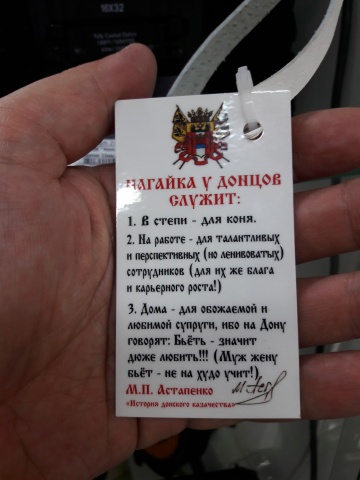 16X32
НАГАЙКА У ДОНЦОВ
СЛУЖИТ:
1. В степи - для коня.
2. На работе - для талантливых
и перспективных (но лениноватых)
сотрудников (для их же блага
и карьерного роста!)
3. Дома - для обожаемой и
любимой супруги, ибо на Дону
говорят: Бьёть - значит
дюже любить!!! (Муж жену
бьёт - не на худо учит!)
М.П. Астапенко
«История донского казачества»